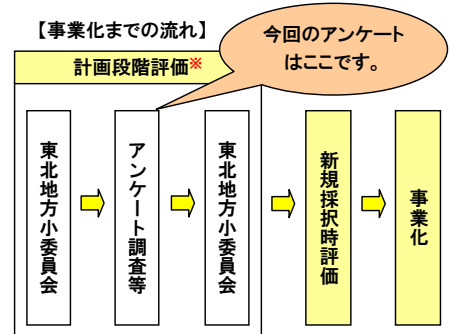 【事業化までの流れ】
今回のアンケート
はここです。
計画段階評価※
東北地方小委員会
アンケート調査等
東北地方小委員会
新規採択時評価
事業化